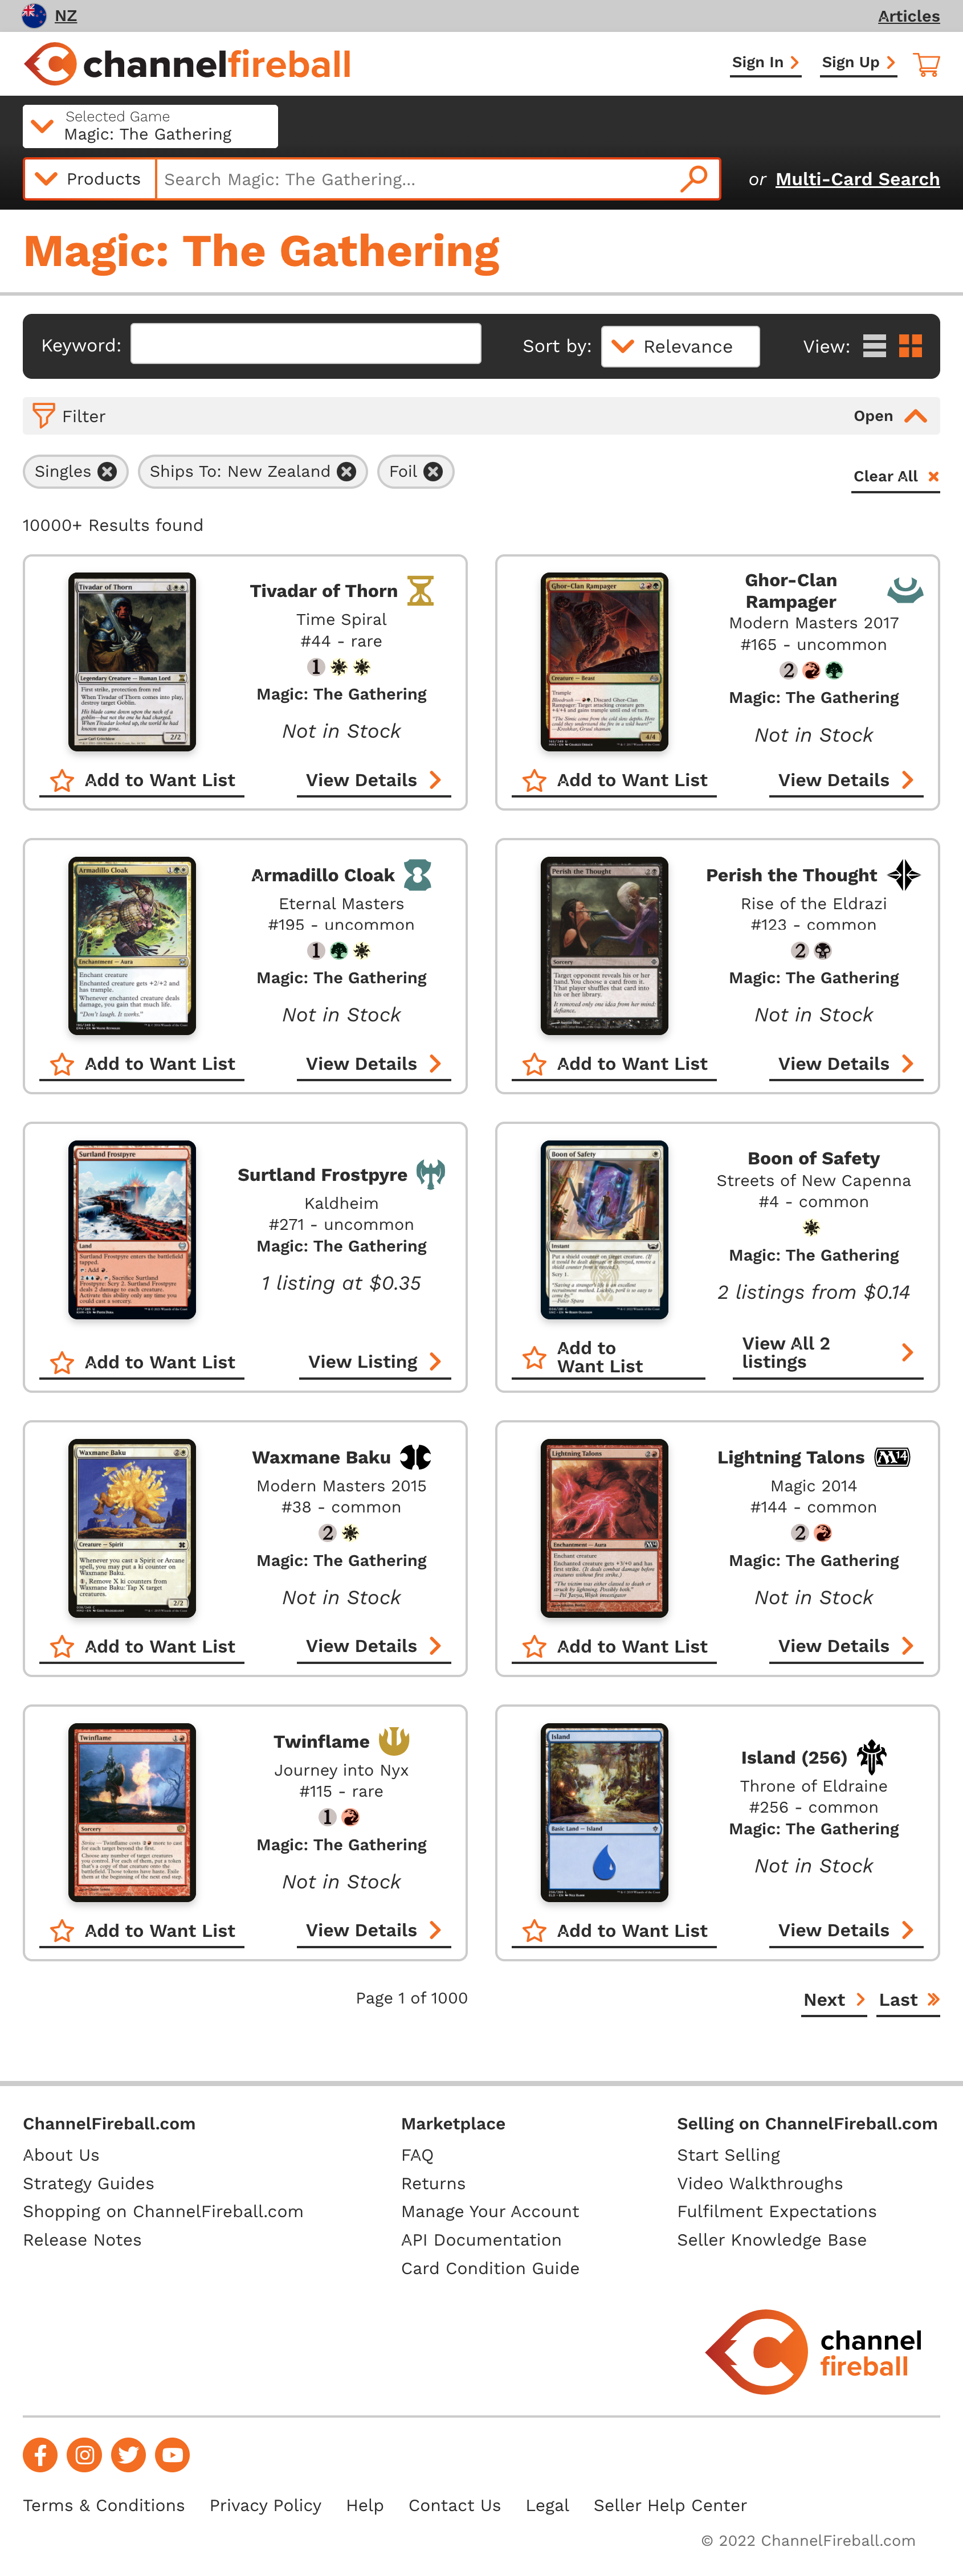 NZ
Articles
channelfireball
Sign In
Sign Up
Selected Game
Magic: The Gathering
Products
Search Magic: The Gathering...
or Multi-Card Search
Magic: The Gathering
Keyword:
Sort by:
Relevance
View:
Filter
Open
Singles
Ships To: New Zealand
Foil
Clear All
10000+ Results found
Tivadar of Thorn
Time Spiral
#44 - rare
1
Magic: The Gathering
Not in Stock
Add to Want List
View Details
Ghor-Clan
Rampager
Modern Masters 2017
#165 - uncommon
2
Magic: The Gathering
Not in Stock
Add to Want List
View Details
Armadillo Cloak
Eternal Masters
#195 - uncommon
1
Magic: The Gathering
Not in Stock
Add to Want List
View Details
Perish the Thought
Rise of the Eldrazi
#123 - common
2
Magic: The Gathering
Not in Stock
Add to Want List
View Details
Surtland Frostpyre
Kaldheim
#271 - uncommon
Magic: The Gathering
1 listing at $0.35
Add to Want List
View Listing
Boon of Safety
Streets of New Capenna
#4 - common
Magic: The Gathering
2 listings from $0.14
Add to
Want List
View All 2
listings
Waxmane Baku
Modern Masters 2015
#38 - common
2
Magic: The Gathering
Not in Stock
Add to Want List
View Details
Lightning Talons
Magic 2014
#144 - common
2
Magic: The Gathering
Not in Stock
Add to Want List
View Details
Twinflame
Journey into Nyx
#115 - rare
1
Magic: The Gathering
Not in Stock
Add to Want List
View Details
Island (256)
Throne of Eldraine
#256 - common
Magic: The Gathering
Not in Stock
Add to Want List
View Details
Page 1 of 1000
Next
Last
ChannelFireball.com
About Us
Strategy Guides
Shopping on ChannelFireball.com
Release Notes
Marketplace
FAQ
Returns
Manage Your Account
API Documentation
Card Condition Guide
Selling on ChannelFireball.com
Start Selling
Video Walkthroughs
Fulfilment Expectations
Seller Knowledge Base
channel
fireball
Terms & Conditions
Privacy Policy
Help
Contact Us
Legal
Seller Help Center
© 2022 ChannelFireball.com